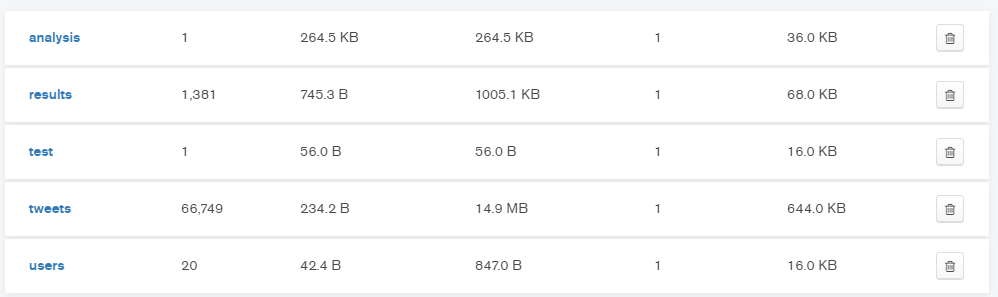 analysis 1 264.5 KB 264.5 KB 1 36.0 KB
results 1,381 745.3 B 1005.1 KB 1 68.0 KB
test 1 56.0 B 56.0 B 1 16.0 KB
tweets 66,749 234.2 B 14.9 MB 1 644.0 KB
users 20 42.4 B 847.0 B 1 16.0 KB